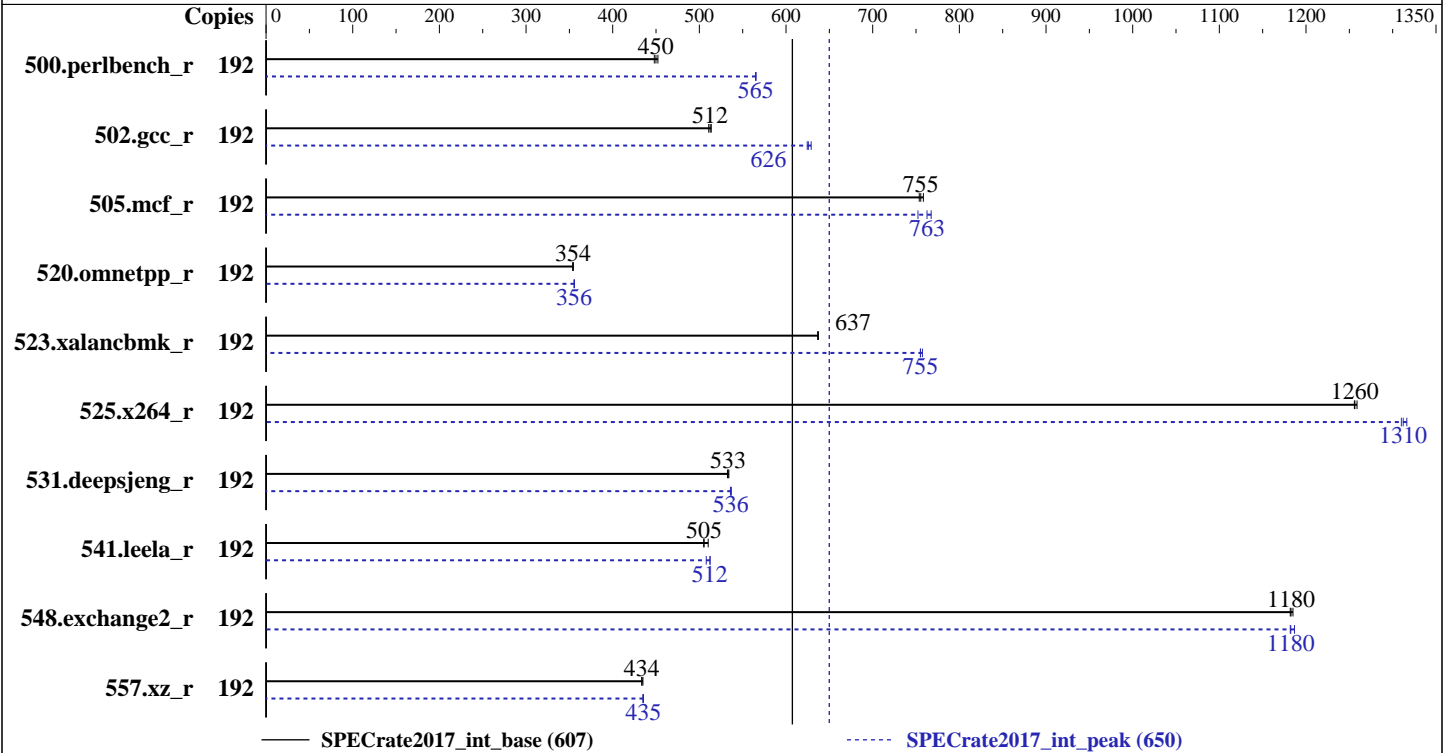 Copies 0 100 200 300 400 500 600 700 800 900 1000 1100 1200 1350
500.perlbench_r 192 450
565
502.gcc_r 192 512
626
505.mcf_r 192 755
763
520.omnetpp_r 192 354
356
523.xalancbmk_r 192 637
755
525.x264_r 192 1260
1310
531.deepsjeng_r 192 533
536
541.leela_r 192 505
512
548.exchange2_r 192 1180
1180
557.xz_r 192 434
435
SPECrate2017_int_base (607) SPECrate2017_int_peak (650)